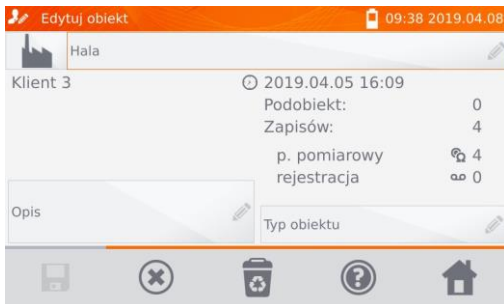 Edytuj obiekt 09:38 2019.04.08
Hala
Klient 3 2019.04.05 16:09
Podobiekt: 0
Zapisów: 4
p. pomiarowy 4
rejestracja 0
Opis
Typ obiektu